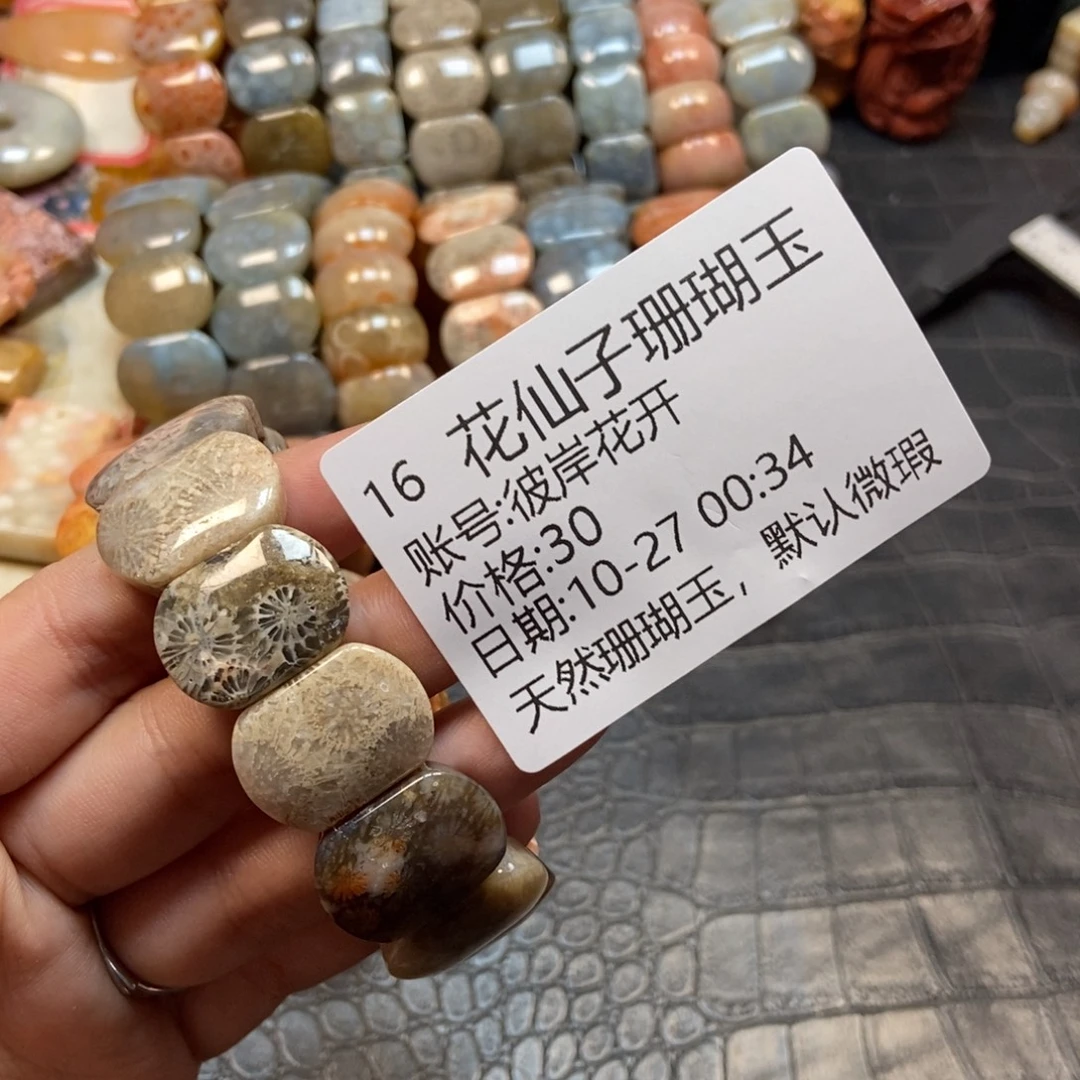 16 花仙子珊瑚玉
账号:彼岸花开
价格:30
日期:10-27 00:34
天然珊瑚玉，默认微瑕